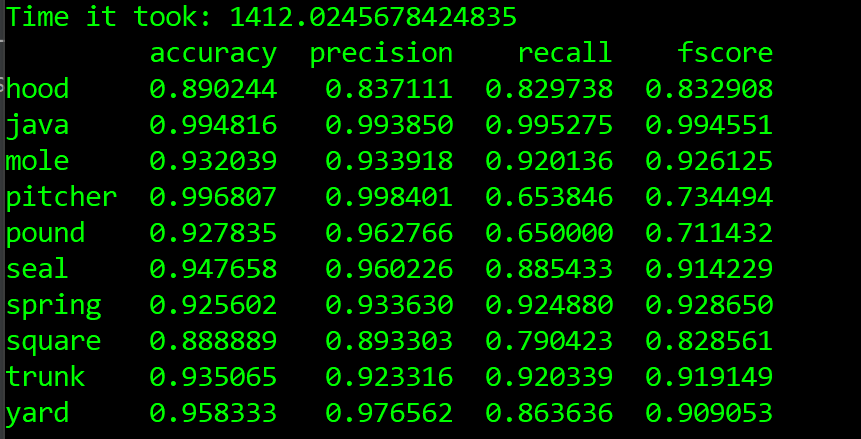 Time it took: 1412.0245678424835
accuracy precision recall fscore
hood 0.890244 0.837111 0.829738 0.832908
java 0.994816 0.993850 0.995275 0.994551
mole 0.932039 0.933918 0.920136 0.926125
pitcher 0.996807 0.998401 0.653846 0.734494
pound 0.927835 0.962766 0.650000 0.711432
seal 0.947658 0.960226 0.885433 0.914229
spring 0.925602 0.933630 0.924880 0.928650
square 0.888889 0.893303 0.790423 0.828561
trunk 0.935065 0.923316 0.920339 0.919149
yard 0.958333 0.976562 0.863636 0.909053